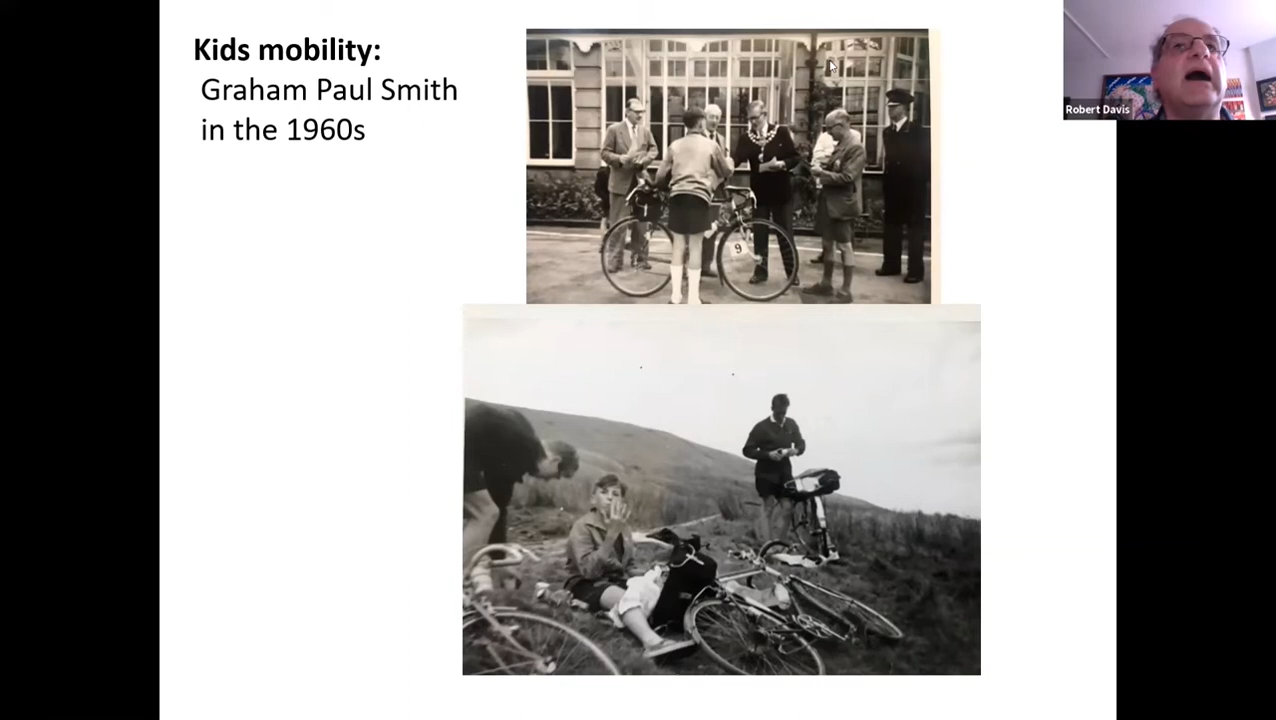 Kids mobility:
Graham Paul Smith
in the 1960s
9
Robert Davis